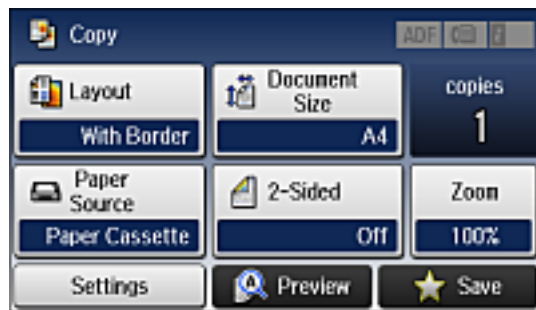 Copy
ADF
Layout
With Border
Document
Size
A4
copies
1
Paper
Source
Paper Cassette
2-Sided
Off
Zoom
100%
Settings
Preview
Save